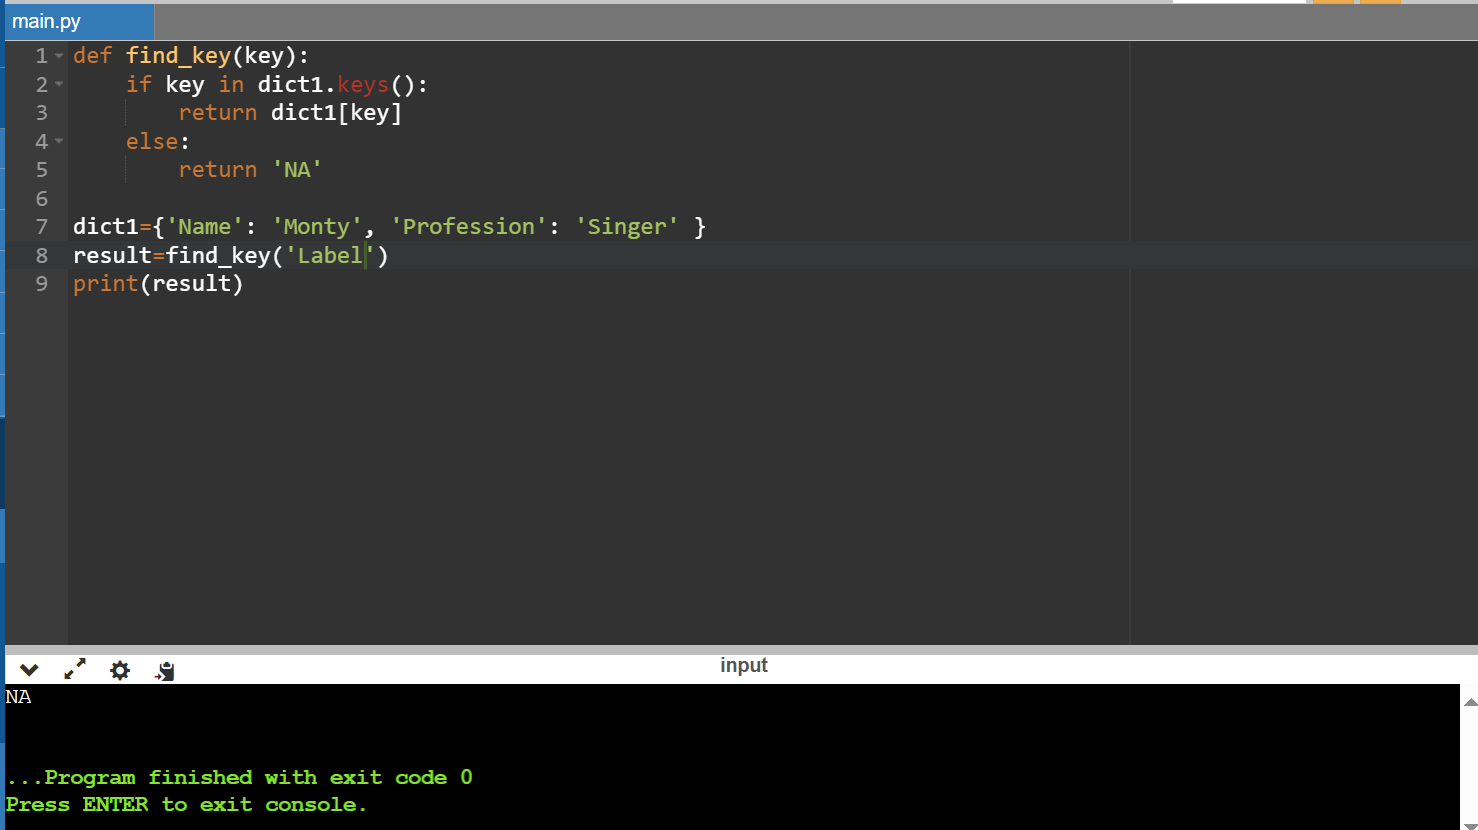 main.py
1 def find_key(key):
2     if key in dict1.keys():
3         return dict1[key]
4     else:
5         return 'NA'
6
7 dict1={'Name': 'Monty', 'Profession': 'Singer' }
8 result=find_key('Label')
9 print(result)
input
NA
...Program finished with exit code 0
Press ENTER to exit console.